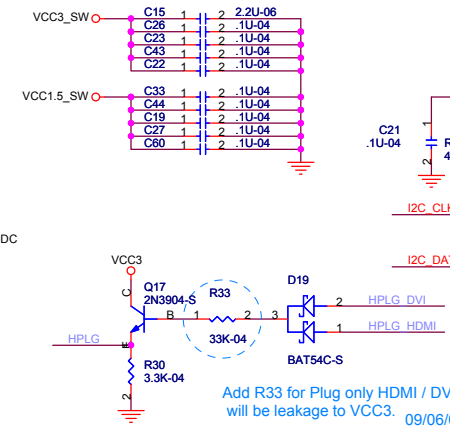 VCC3_SW C15 1 2 2.2U-06
C26 1 2 .1U-04
C23 1 2 .1U-04
C43 1 2 .1U-04
C22 1 2 .1U-04
VCC1.5_SW C33 1 2 .1U-04
C44 1 2 .1U-04
C19 1 2 .1U-04
C27 1 2 .1U-04
C60 1 2 .1U-04
C21
.1U-04
1
2
R
4
I2C_CLK
I2C_DAT
DC
VCC3
C
Q17
2N3904-S
B
E
HPLG
R30
3.3K-04
2
R33
1 2
33K-04
D19
3
2 HPLG_DVI
1 HPLG_HDMI
BAT54C-S
Add R33 for Plug only HDMI / DV
will be leakage to VCC3.
09/06/